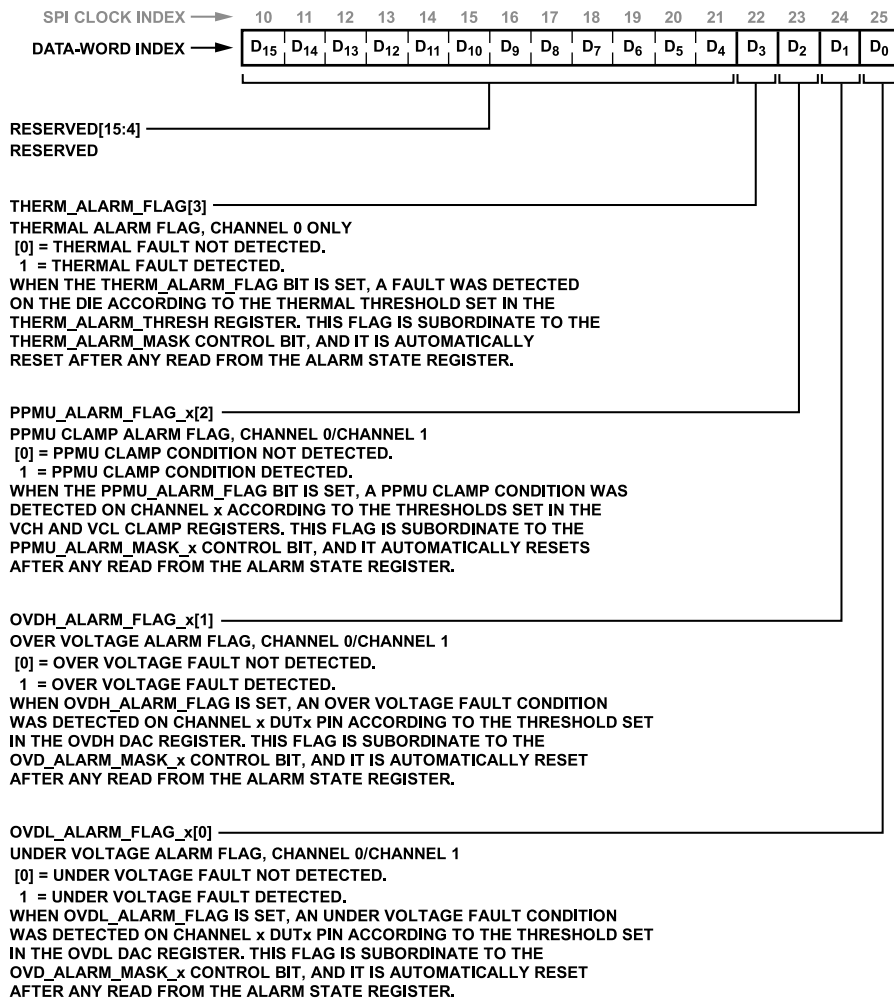 SPI CLOCK INDEX 10 11 12 13 14 15 16 17 18 19 20 21 22 23 24 25
DATA-WORD INDEX D15 D14 D13 D12 D11 D10 D9 D8 D7 D6 D5 D4 D3 D2 D1 D0
RESERVED[15:4]
RESERVED
THERM_ALARM_FLAG[3]
THERMAL ALARM FLAG, CHANNEL 0 ONLY
[0] = THERMAL FAULT NOT DETECTED.
1 = THERMAL FAULT DETECTED.
WHEN THE THERM_ALARM_FLAG BIT IS SET, A FAULT WAS DETECTED
ON THE DIE ACCORDING TO THE THERMAL THRESHOLD SET IN THE
THERM_ALARM_THRESH REGISTER. THIS FLAG IS SUBORDINATE TO THE
THERM_ALARM_MASK CONTROL BIT, AND IT IS AUTOMATICALLY
RESET AFTER ANY READ FROM THE ALARM STATE REGISTER.
PPMU_ALARM_FLAG_x[2]
PPMU CLAMP ALARM FLAG, CHANNEL 0/CHANNEL 1
[0] = PPMU CLAMP CONDITION NOT DETECTED.
1 = PPMU CLAMP CONDITION DETECTED.
WHEN THE PPMU_ALARM_FLAG BIT IS SET, A PPMU CLAMP CONDITION WAS
DETECTED ON CHANNEL x ACCORDING TO THE THRESHOLDS SET IN THE
VCH AND VCL CLAMP REGISTERS. THIS FLAG IS SUBORDINATE TO THE
PPMU_ALARM_MASK_x CONTROL BIT, AND IT AUTOMATICALLY RESETS
AFTER ANY READ FROM THE ALARM STATE REGISTER.
OVDH_ALARM_FLAG_x[1]
OVER VOLTAGE ALARM FLAG, CHANNEL 0/CHANNEL 1
[0] = OVER VOLTAGE FAULT NOT DETECTED.
1 = OVER VOLTAGE FAULT DETECTED.
WHEN OVDH_ALARM_FLAG IS SET, AN OVER VOLTAGE FAULT CONDITION
WAS DETECTED ON CHANNEL x DUTx PIN ACCORDING TO THE THRESHOLD SET
IN THE OVDH DAC REGISTER. THIS FLAG IS SUBORDINATE TO THE
OVD_ALARM_MASK_x CONTROL BIT, AND IT IS AUTOMATICALLY RESET
AFTER ANY READ FROM THE ALARM STATE REGISTER.
OVDL_ALARM_FLAG_x[0]
UNDER VOLTAGE ALARM FLAG, CHANNEL 0/CHANNEL 1
[0] = UNDER VOLTAGE FAULT NOT DETECTED.
1 = UNDER VOLTAGE FAULT DETECTED.
WHEN OVDL_ALARM_FLAG IS SET, AN UNDER VOLTAGE FAULT CONDITION
WAS DETECTED ON CHANNEL x DUTx PIN ACCORDING TO THE THRESHOLD SET
IN THE OVDL DAC REGISTER. THIS FLAG IS SUBORDINATE TO THE
OVD_ALARM_MASK_x CONTROL BIT, AND IT IS AUTOMATICALLY RESET
AFTER ANY READ FROM THE ALARM STATE REGISTER.